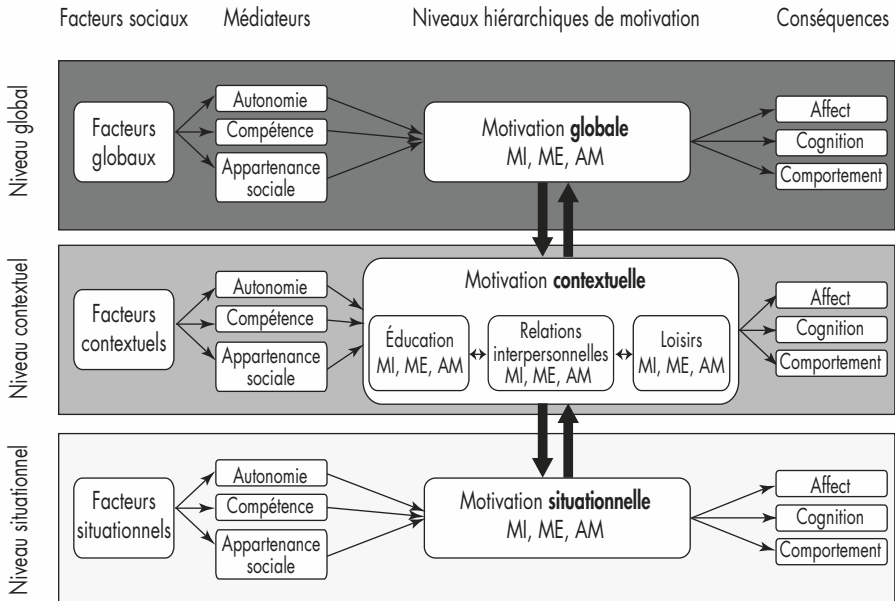 Facteurs sociaux
Médiateurs
Niveaux hiérarchiques de motivation
Conséquences
Niveau global
Facteurs
globaux
Autonomie
Compétence
Appartenance
sociale
Motivation globale
MI, ME, AM
Affect
Cognition
Comportement
Niveau contextuel
Facteurs
contextuels
Autonomie
Compétence
Appartenance
sociale
Motivation contextuelle
Éducation
MI, ME, AM
Relations
interpersonnelles
MI, ME, AM
Loisirs
MI, ME, AM
Affect
Cognition
Comportement
Niveau situationnel
Facteurs
situationnels
Autonomie
Compétence
Appartenance
sociale
Motivation situationnelle
MI, ME, AM
Affect
Cognition
Comportement